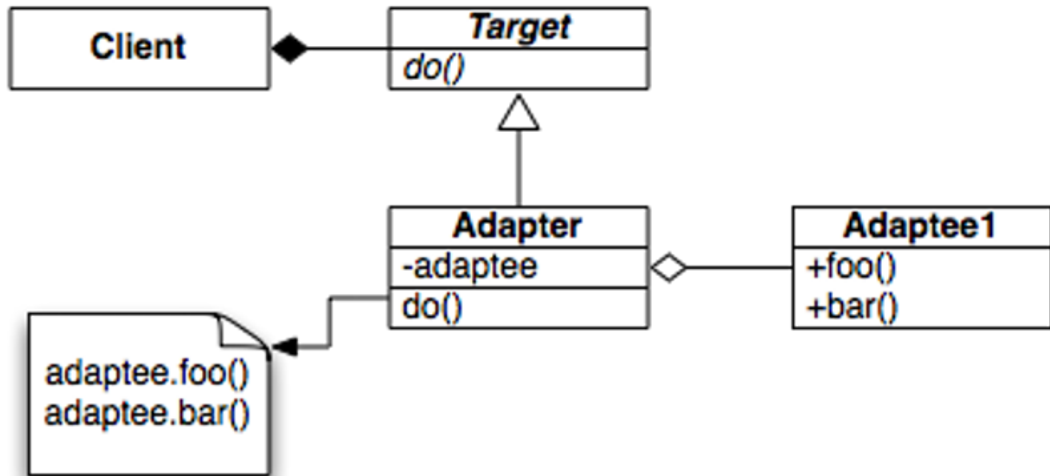 Client
Target
do()
Adapter
-adaptee
do()
Adaptee1
+foo()
+bar()
adaptee.foo()
adaptee.bar()